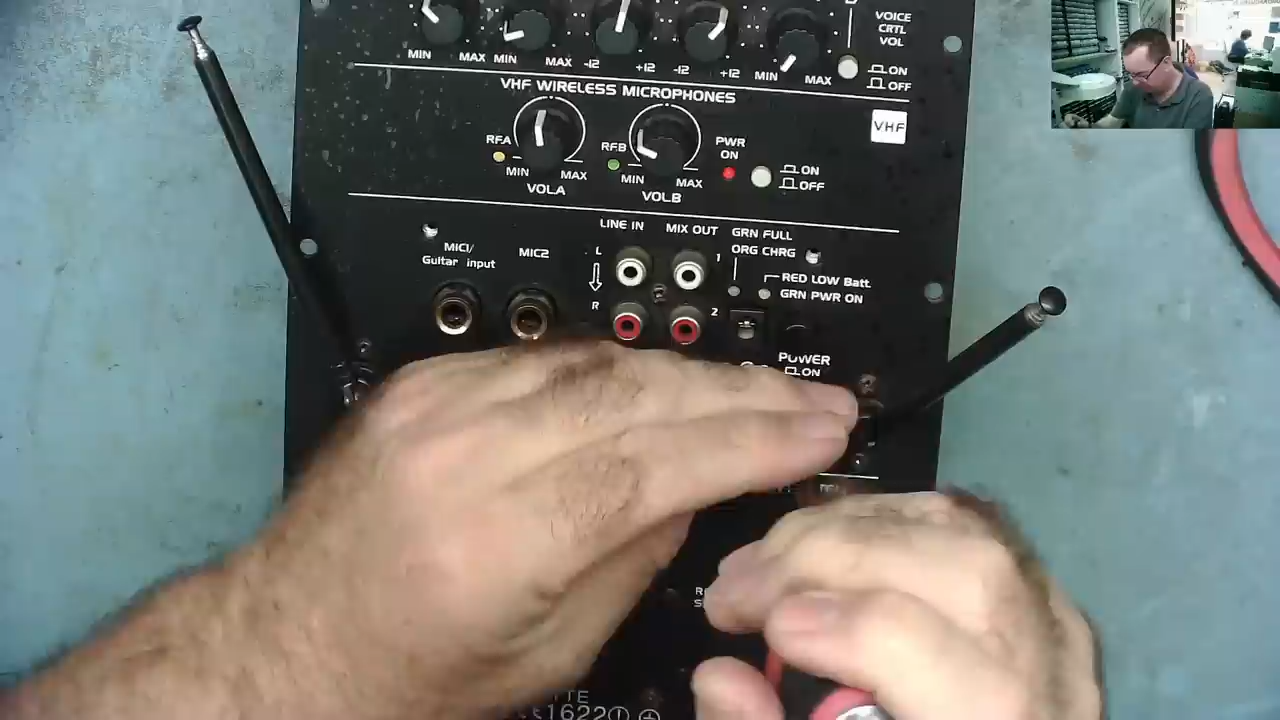 MIN MAX MIN MAX -12 +12 -12 +12 MIN MAX
VOICE
CRTL
VOL
ON
OFF
VHF WIRELESS MICROPHONES
VHF
RFA
MIN MAX
VOLA
RFB
MIN MAX
VOLB
PWR
ON
ON
OFF
LINE IN MIX OUT GRN FULL
ORG CHRG
MIC1/
Guitar input
MIC2
L
R
1
2
RED LOW Batt.
GRN PWR ON
POWER
ON
1622